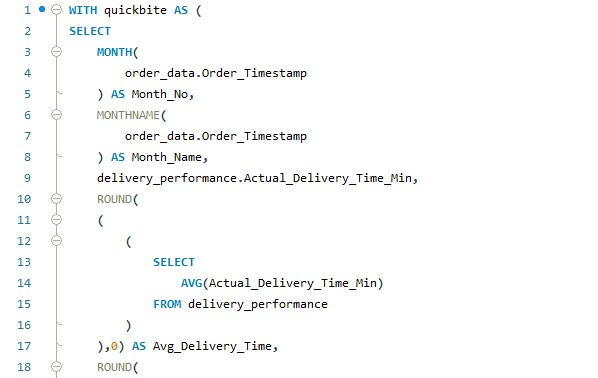 1 WITH quickbite AS (
2 SELECT
3 MONTH(
4 order_data.Order_Timestamp
5 ) AS Month_No,
6 MONTHNAME(
7 order_data.Order_Timestamp
8 ) AS Month_Name,
9 delivery_performance.Actual_Delivery_Time_Min,
10 ROUND(
11 (
12 (
13 SELECT
14 AVG(Actual_Delivery_Time_Min)
15 FROM delivery_performance
16 )
17 ),0) AS Avg_Delivery_Time,
18 ROUND(